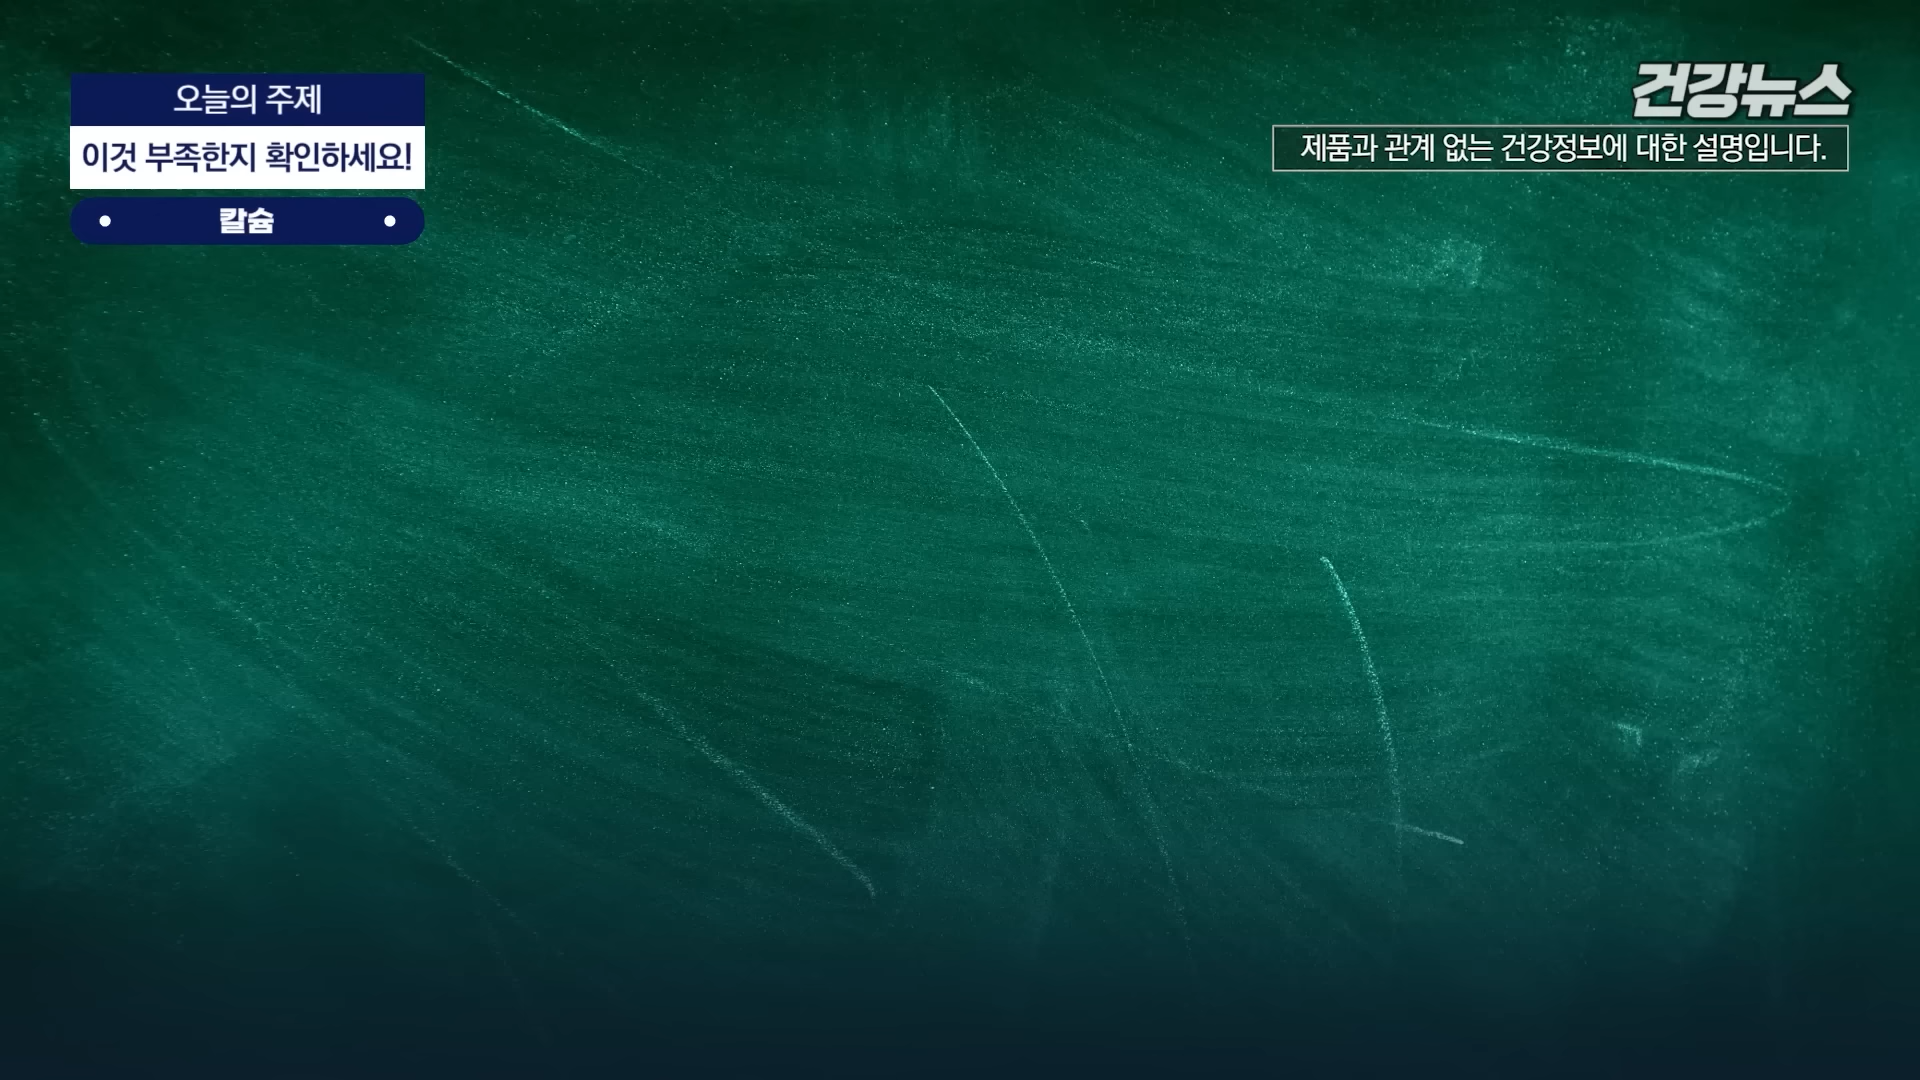 오늘의 주제
이것 부족한지 확인하세요!
칼슘
건강뉴스
제품과 관계 없는 건강정보에 대한 설명입니다.